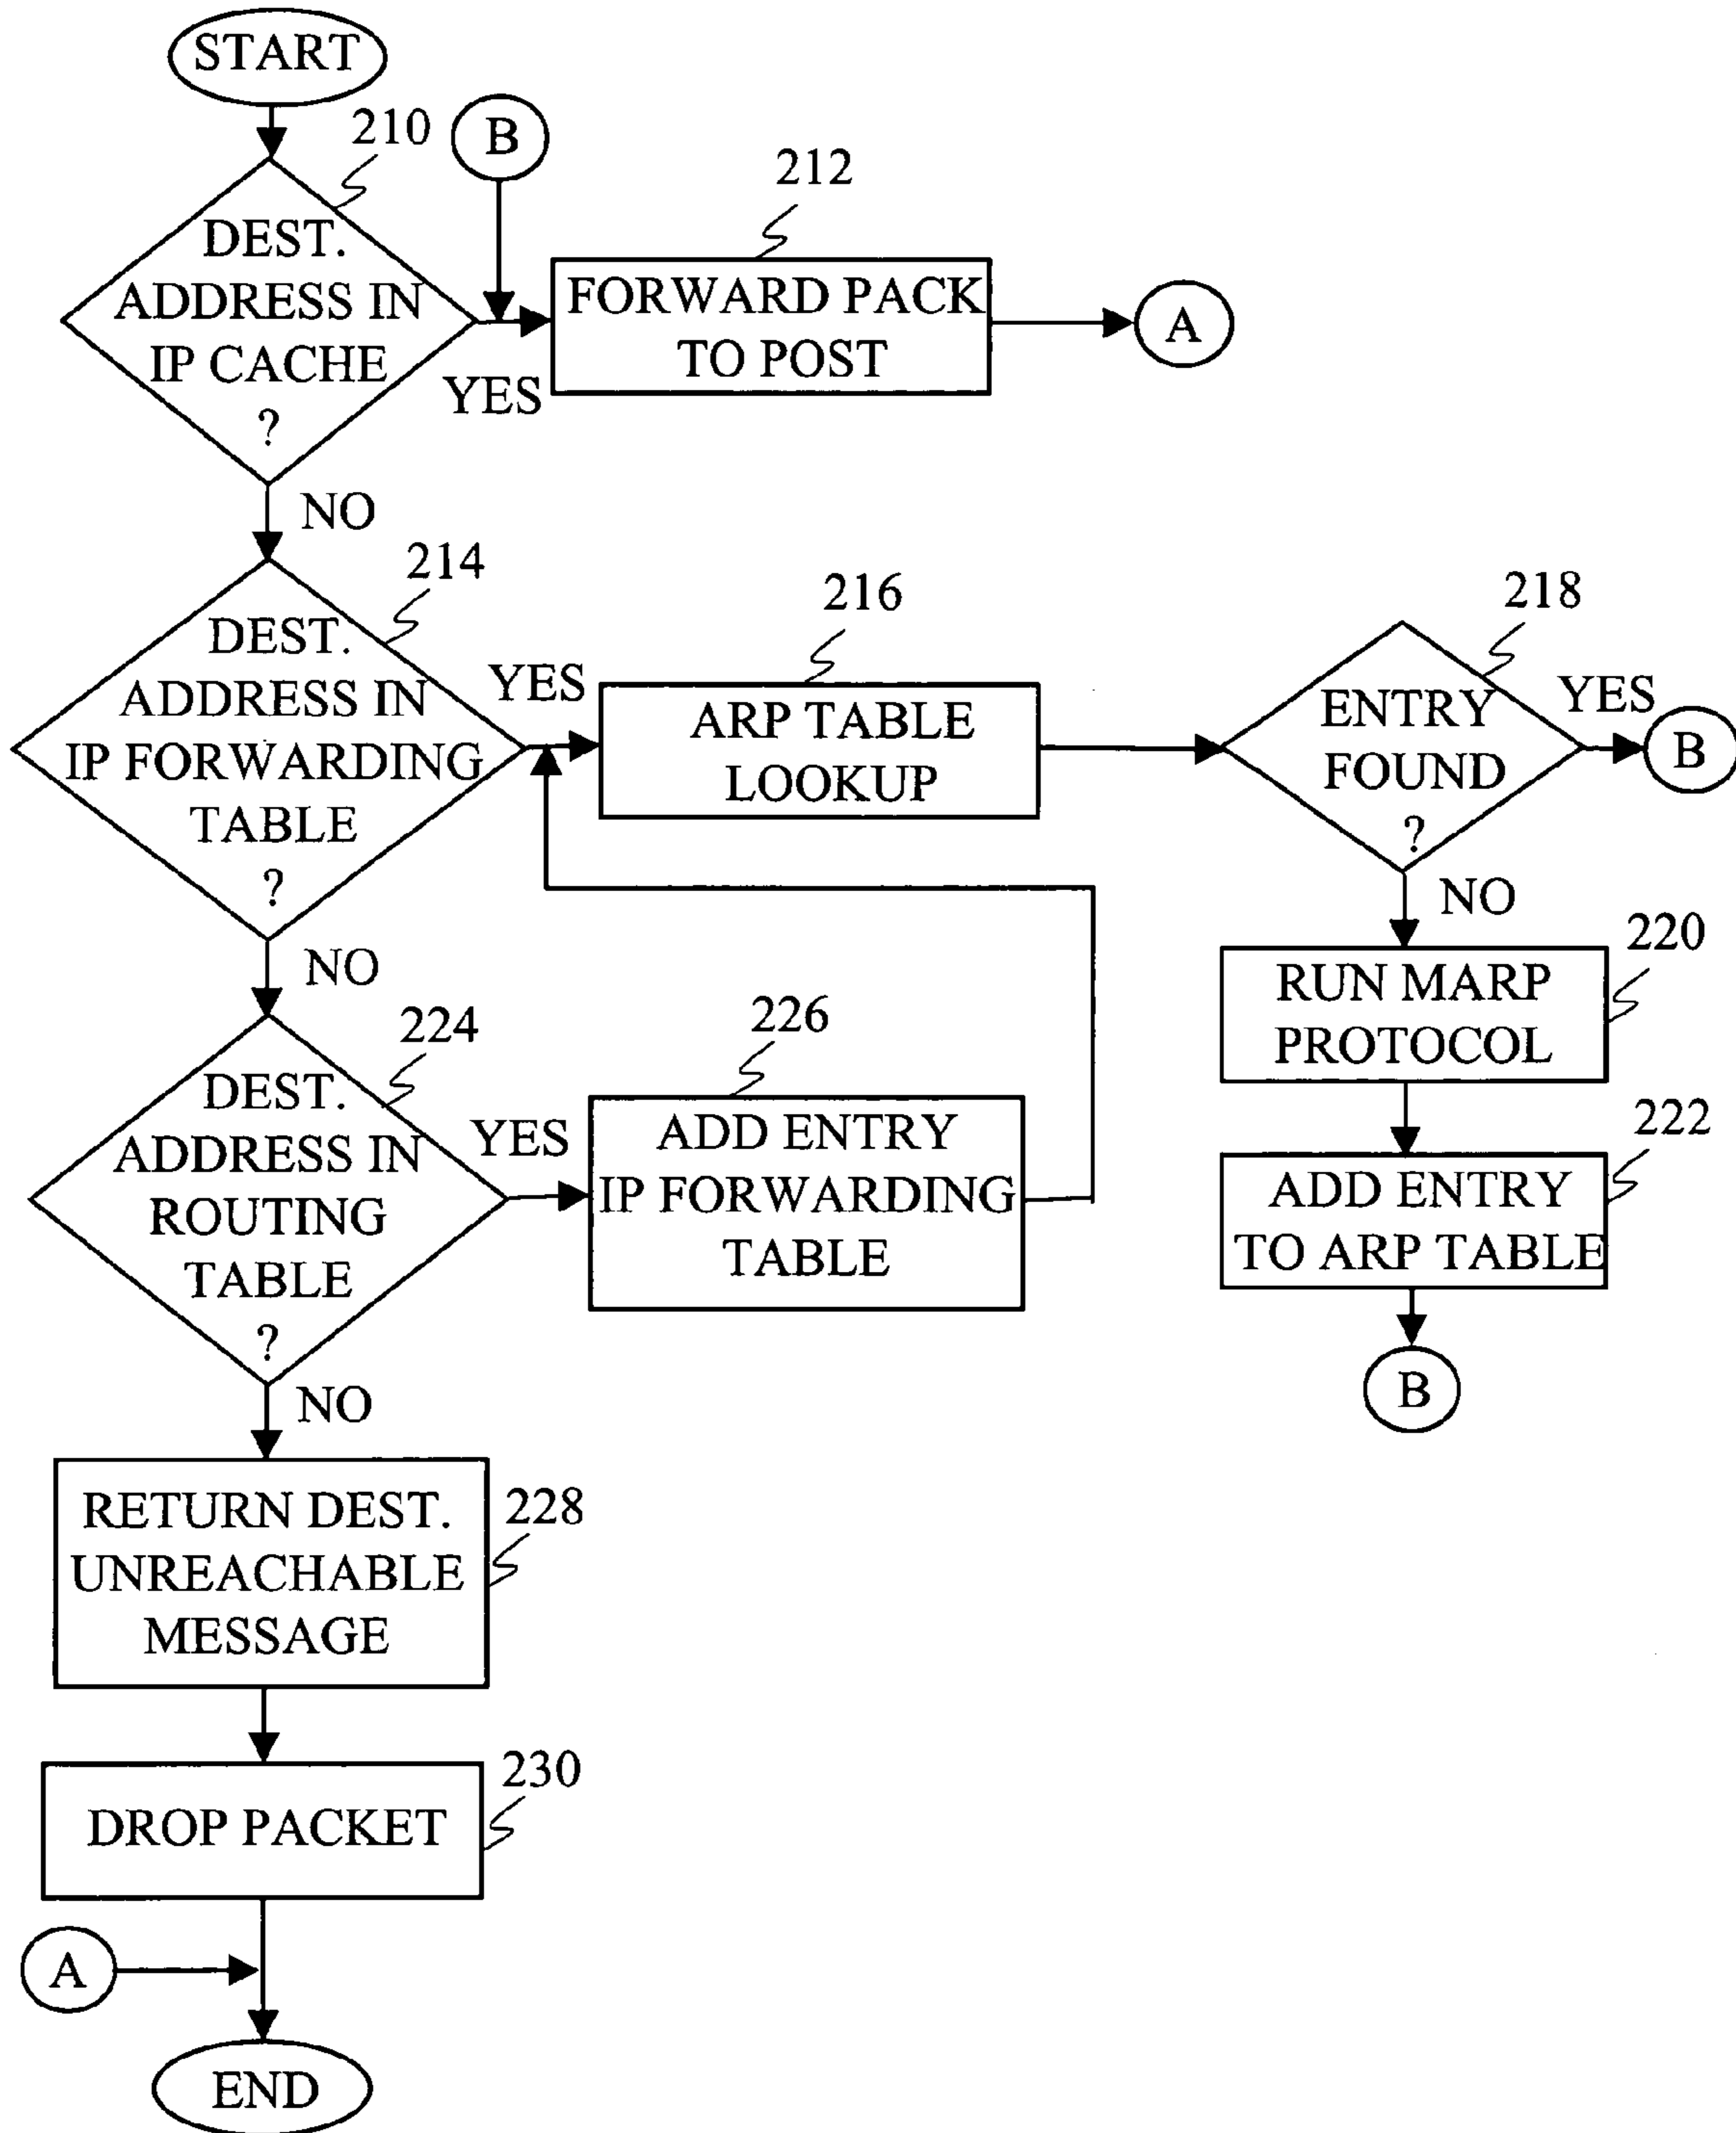 START
210
B
DEST.
ADDRESS IN
IP CACHE
?
YES
212
FORWARD PACK
TO POST
A
NO
214
DEST.
ADDRESS IN
IP FORWARDING
TABLE
?
YES
216
ARP TABLE
LOOKUP
218
ENTRY
FOUND
?
YES
B
NO
220
RUN MARP
PROTOCOL
222
ADD ENTRY
TO ARP TABLE
B
NO
224
DEST.
ADDRESS IN
ROUTING
TABLE
?
YES
226
ADD ENTRY
IP FORWARDING
TABLE
NO
RETURN DEST.
UNREACHABLE
MESSAGE
228
DROP PACKET
230
A
END